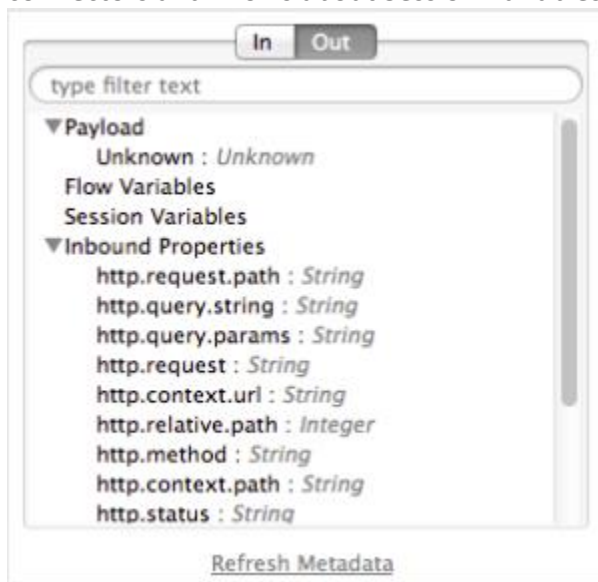 In Out
type filter text
Payload
Unknown : Unknown
Flow Variables
Session Variables
Inbound Properties
http.request.path : String
http.query.string : String
http.query.params : String
http.request : String
http.context.url : String
http.relative.path : Integer
http.method : String
http.context.path : String
http.status : String
Refresh Metadata